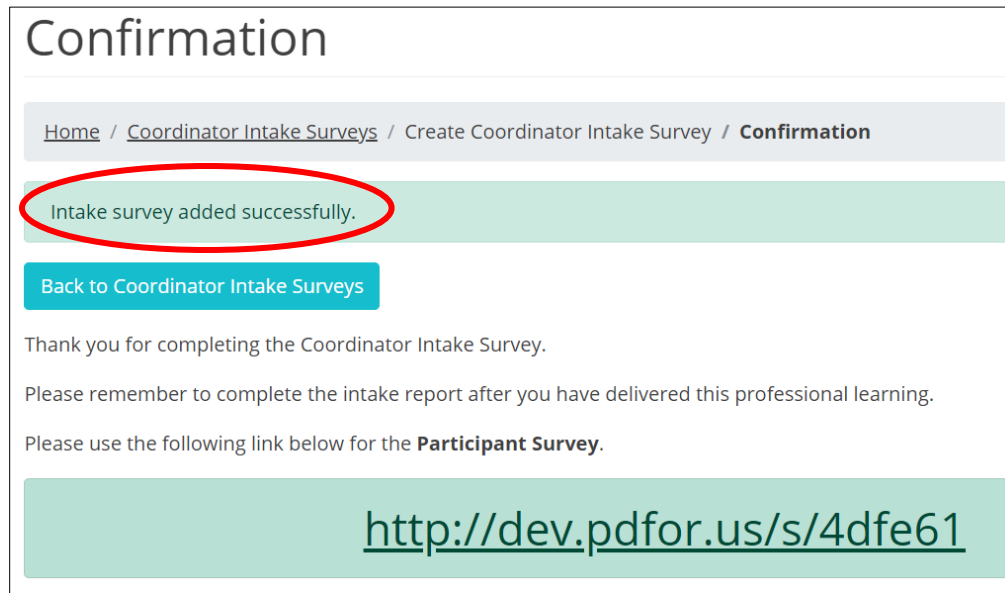 Confirmation
Home / Coordinator Intake Surveys / Create Coordinator Intake Survey / Confirmation
Intake survey added successfully.
Back to Coordinator Intake Surveys
Thank you for completing the Coordinator Intake Survey.
Please remember to complete the intake report after you have delivered this professional learning.
Please use the following link below for the Participant Survey.
http://dev.pdfor.us/s/4dfe61